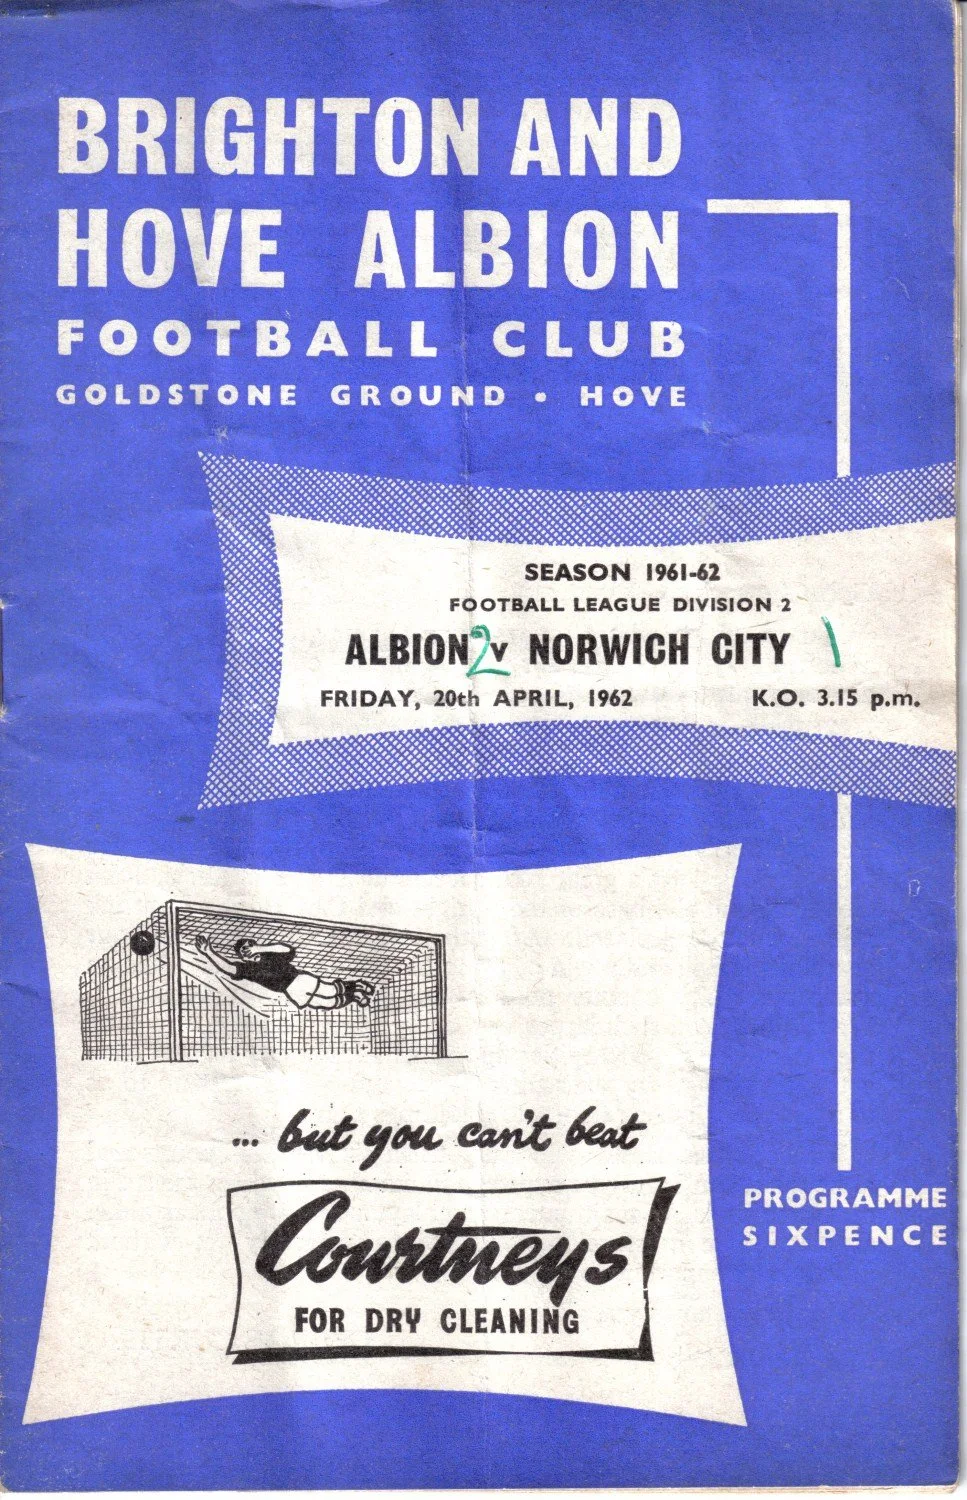 BRIGHTON AND
HOVE ALBION
FOOTBALL CLUB
GOLDSTONE GROUND • HOVE
SEASON 1961-62
FOOTBALL LEAGUE DIVISION 2
ALBION 2 v NORWICH CITY 1
FRIDAY, 20th APRIL, 1962 K.O. 3.15 p.m.
... but you can't beat
Courtneys
FOR DRY CLEANING
PROGRAMME
SIXPENCE